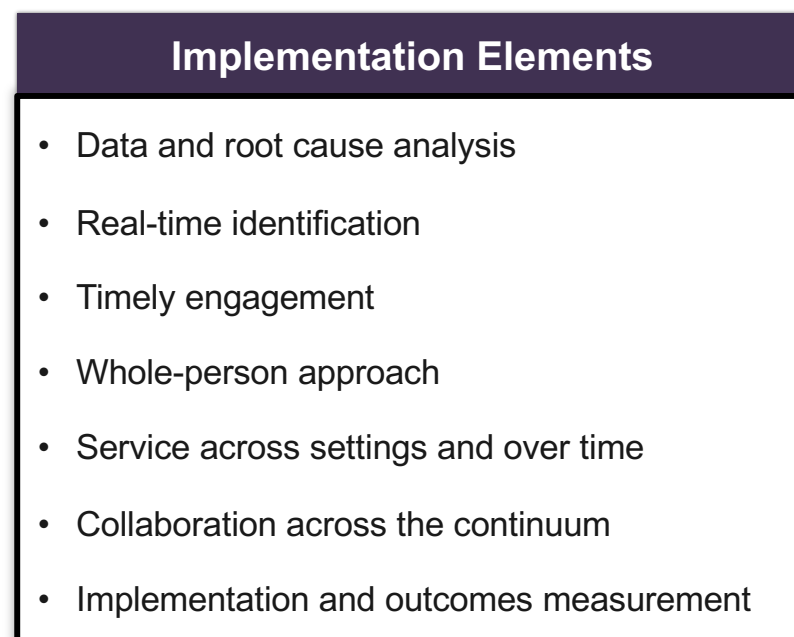 Implementation Elements
• Data and root cause analysis
• Real-time identification
• Timely engagement
• Whole-person approach
• Service across settings and over time
• Collaboration across the continuum
• Implementation and outcomes measurement